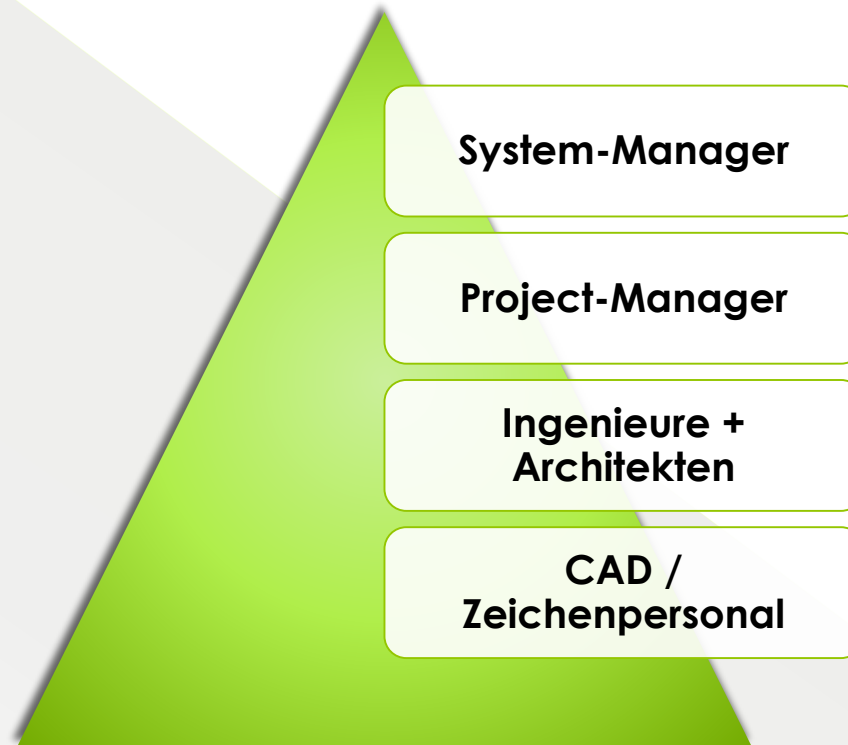 System-Manager
Project-Manager
Ingenieure +
Architekten
CAD /
Zeichenpersonal